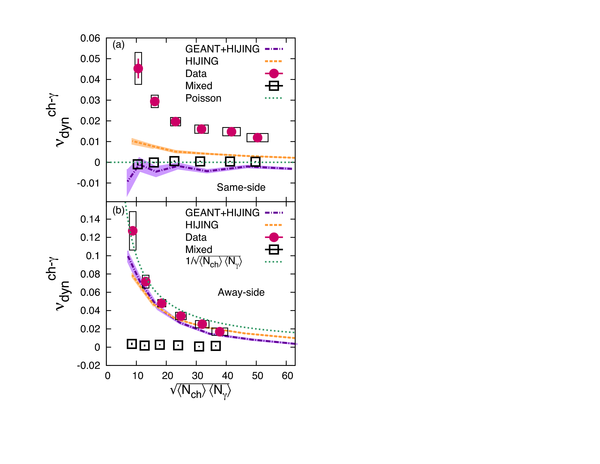 (a)
GEANT+HIJING
HIJING
Data
Mixed
Poisson
Same-side
0.06
0.05
0.04
0.03
0.02
0.01
0
-0.01
ν_dyn^ch-γ
(b)
GEANT+HIJING
HIJING
Data
Mixed
1/√⟨N_ch⟩ ⟨N_γ⟩
Away-side
0.14
0.12
0.1
0.08
0.06
0.04
0.02
0
-0.02
ν_dyn^ch-γ
0 10 20 30 40 50 60
√⟨N_ch⟩ ⟨N_γ⟩